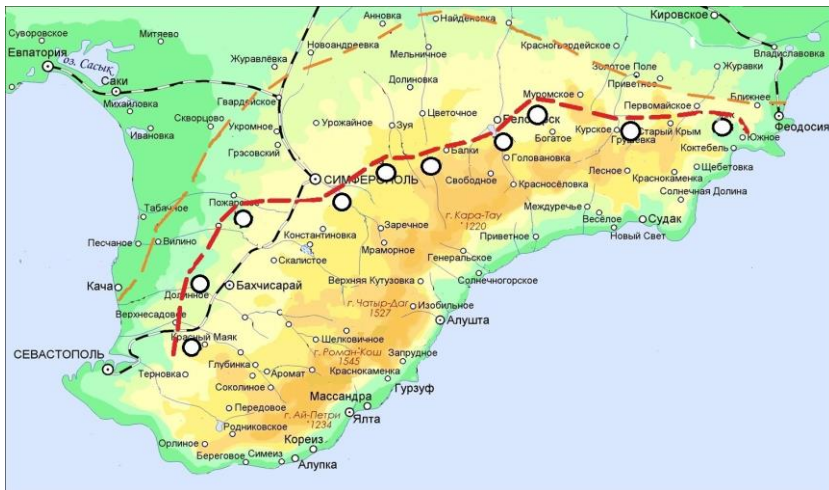 Суворовское
Митяево
Анновка
Найденовка
Кировское
Евпатория
оз. Сасык
Журавлёвка
Новоандреевка
Мельничное
Красногвардейское
Владиславовка
Саки
Долиновка
Золотое Поле
Журавки
Приветное
Михайловка
Гвардейское
Муромское
Ближнее
Скворцово
Первомайское
Ивановка
Укромное
Урожайное
Зуя
Цветочное
Феодосия
Грэсовский
Богатое
Курское
Старый Крым
Южное
Грушевка
Балки
Головановка
Коктебель
СИМФЕРОПОЛЬ
Свободное
Красносёловка
Лесное
Краснокаменка
Щебетовка
Солнечная Долина
Табачное
г. Кара-Тау
1220
Междуречье
Весёлое
Судак
Песчаное
Вилино
Константиновка
Заречное
Мраморное
Приветное
Новый Свет
Скалистое
Генеральское
Кача
Долинное
Бахчисарай
Верхняя Кутузовка
Солнечногорское
Верхнесадовое
г. Чатыр-Даг
1527
Изобильное
Алушта
СЕВАСТОПОЛЬ
Красный Маяк
Шелковичное
г. Роман-Кош
1545
Запрудное
Терновка
Глубинка
Аромат
Краснокаменка
Соколиное
Гурзуф
Массандра
Передовое
г. Ай-Петри
1234
Ялта
Родниковское
Орлиное
Кореиз
Береговое
Симеиз
Алупка